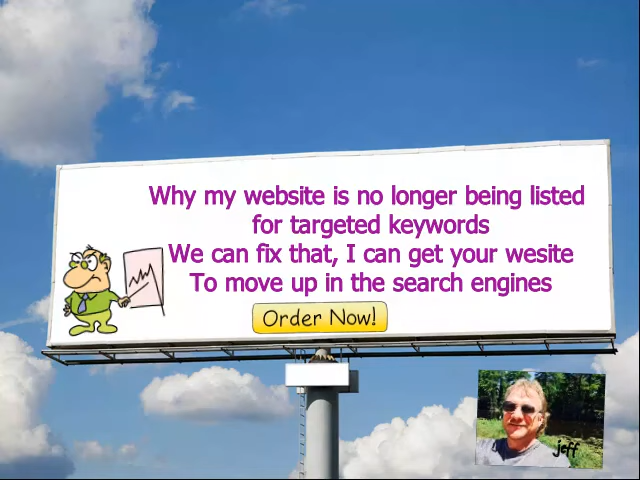 Why my website is no longer being listed
for targeted keywords
We can fix that, I can get your wesite
To move up in the search engines
Order Now!
jeff